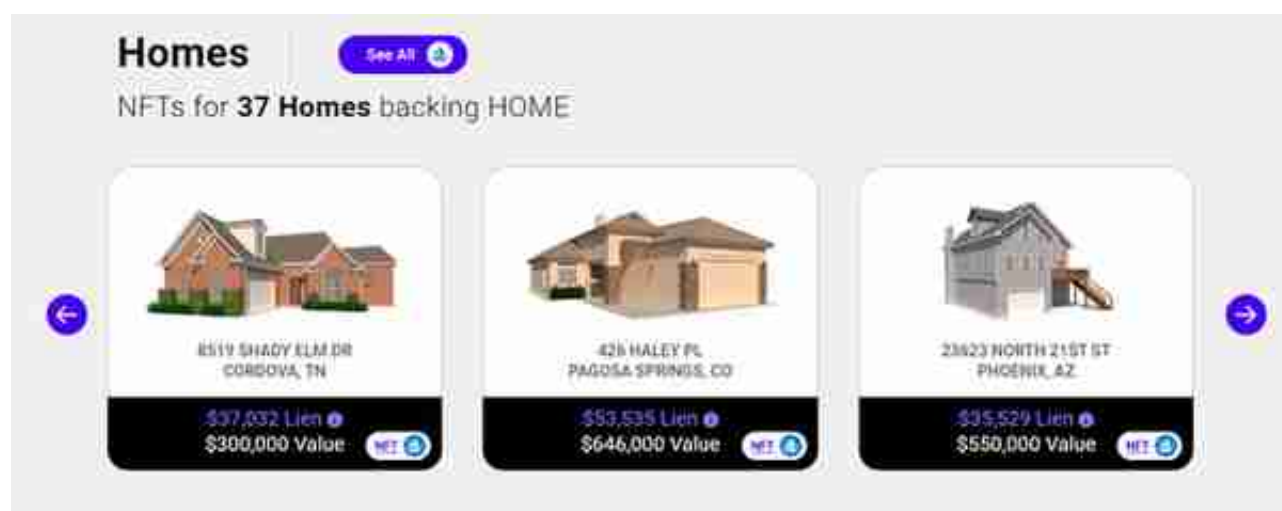 Homes
See All
NFTs for 37 Homes backing HOME
8519 SHADY ELM DR
CORDOVA, TN
$37,032 Lien
$300,000 Value
NFT
426 HALEY PL
PAGOSA SPRINGS, CO
$53,535 Lien
$646,000 Value
NFT
23623 NORTH 21ST ST
PHOENIX, AZ
$35,529 Lien
$550,000 Value
NFT